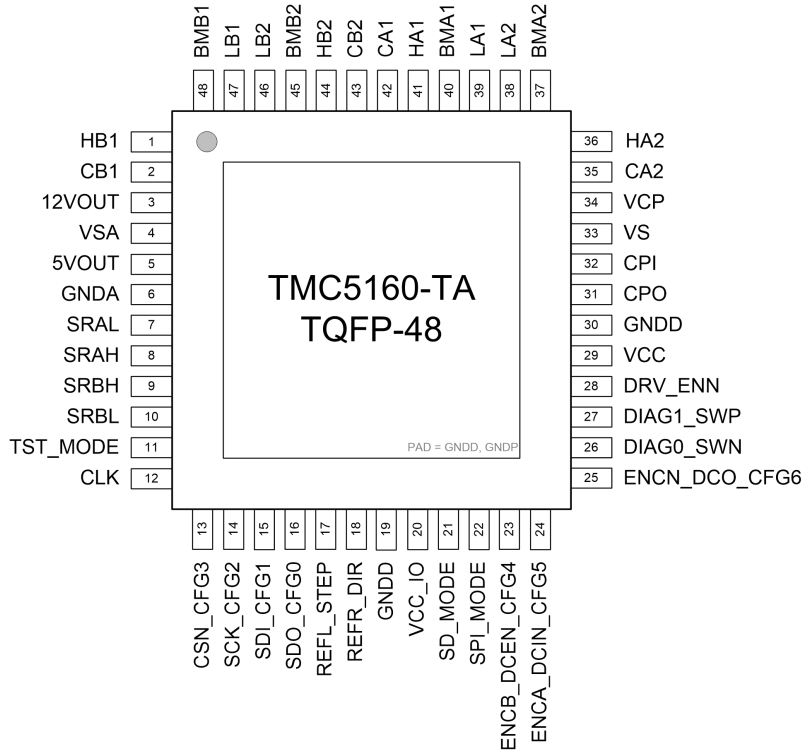 BMB1 LB1 LB2 BMB2 HB2 CB2 CA1 HA1 BMA1 LA1 LA2 BMA2
48 47 46 45 44 43 42 41 40 39 38 37
HB1 1 36 HA2
CB1 2 35 CA2
12VOUT 3 34 VCP
VSA 4 33 VS
5VOUT 5 32 CPI
GNDA 6 31 CPO
SRAL 7 30 GNDD
SRAH 8 29 VCC
SRBH 9 28 DRV_ENN
SRBL 10 27 DIAG1_SWP
TST_MODE 11 26 DIAG0_SWN
CLK 12 25 ENCN_DCO_CFG6
TMC5160-TA
TQFP-48
PAD = GNDD, GNDP
13 14 15 16 17 18 19 20 21 22 23 24
CSN_CFG3 SCK_CFG2 SDI_CFG1 SDO_CFG0 REFL_STEP REFR_DIR GNDD VCC_IO SD_MODE SPI_MODE ENCB_DCEN_CFG4 ENCA_DCIN_CFG5